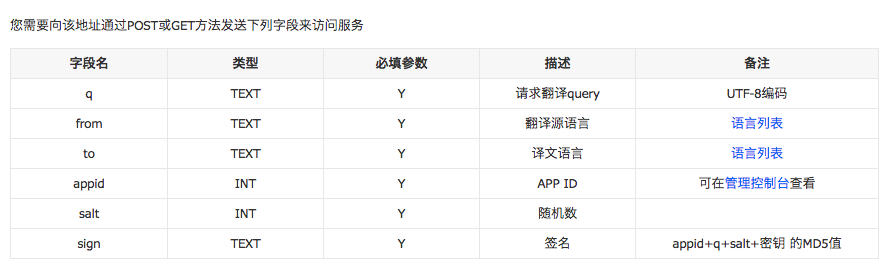 您需要向该地址通过POST或GET方法发送下列字段来访问服务
字段名 类型 必填参数 描述 备注
q TEXT Y 请求翻译query UTF-8编码
from TEXT Y 翻译源语言 语言列表
to TEXT Y 译文语言 语言列表
appid INT Y APP ID 可在管理控制台查看
salt INT Y 随机数
sign TEXT Y 签名 appid+q+salt+密钥 的MD5值